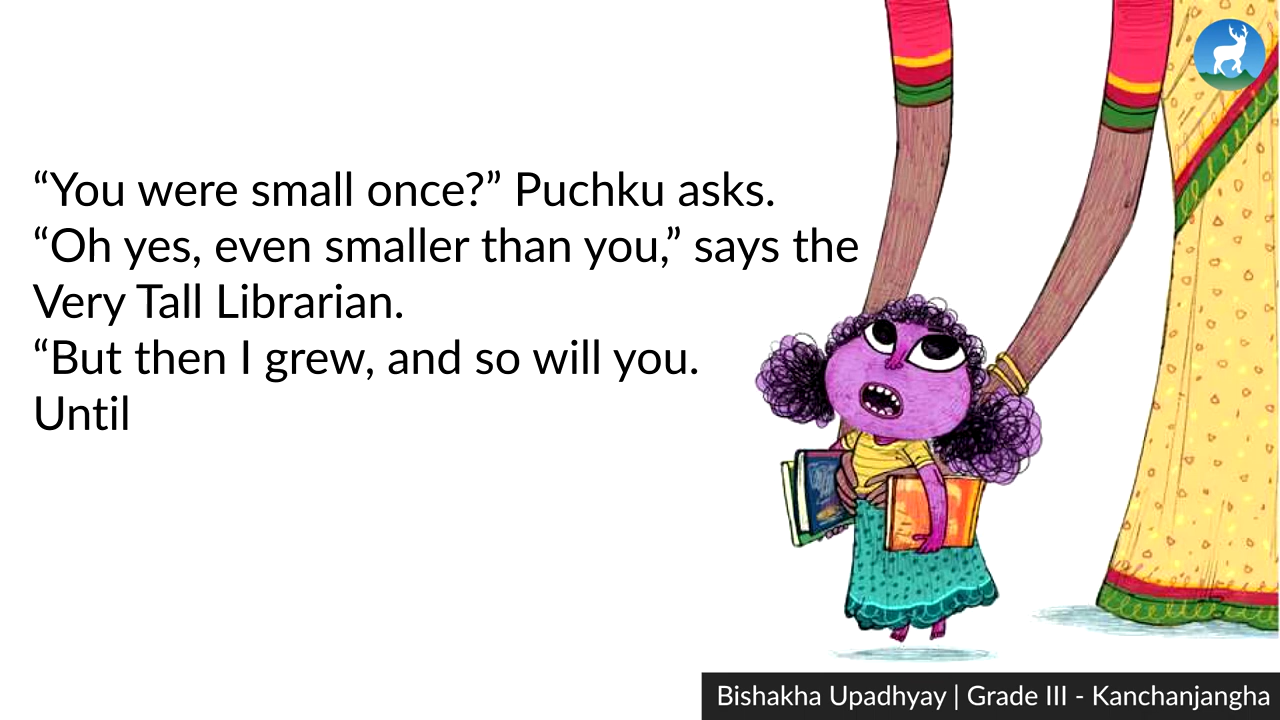 “You were small once?” Puchku asks.
“Oh yes, even smaller than you,” says the
Very Tall Librarian.
“But then I grew, and so will you.
Until
Bishakha Upadhyay | Grade III - Kanchanjangha